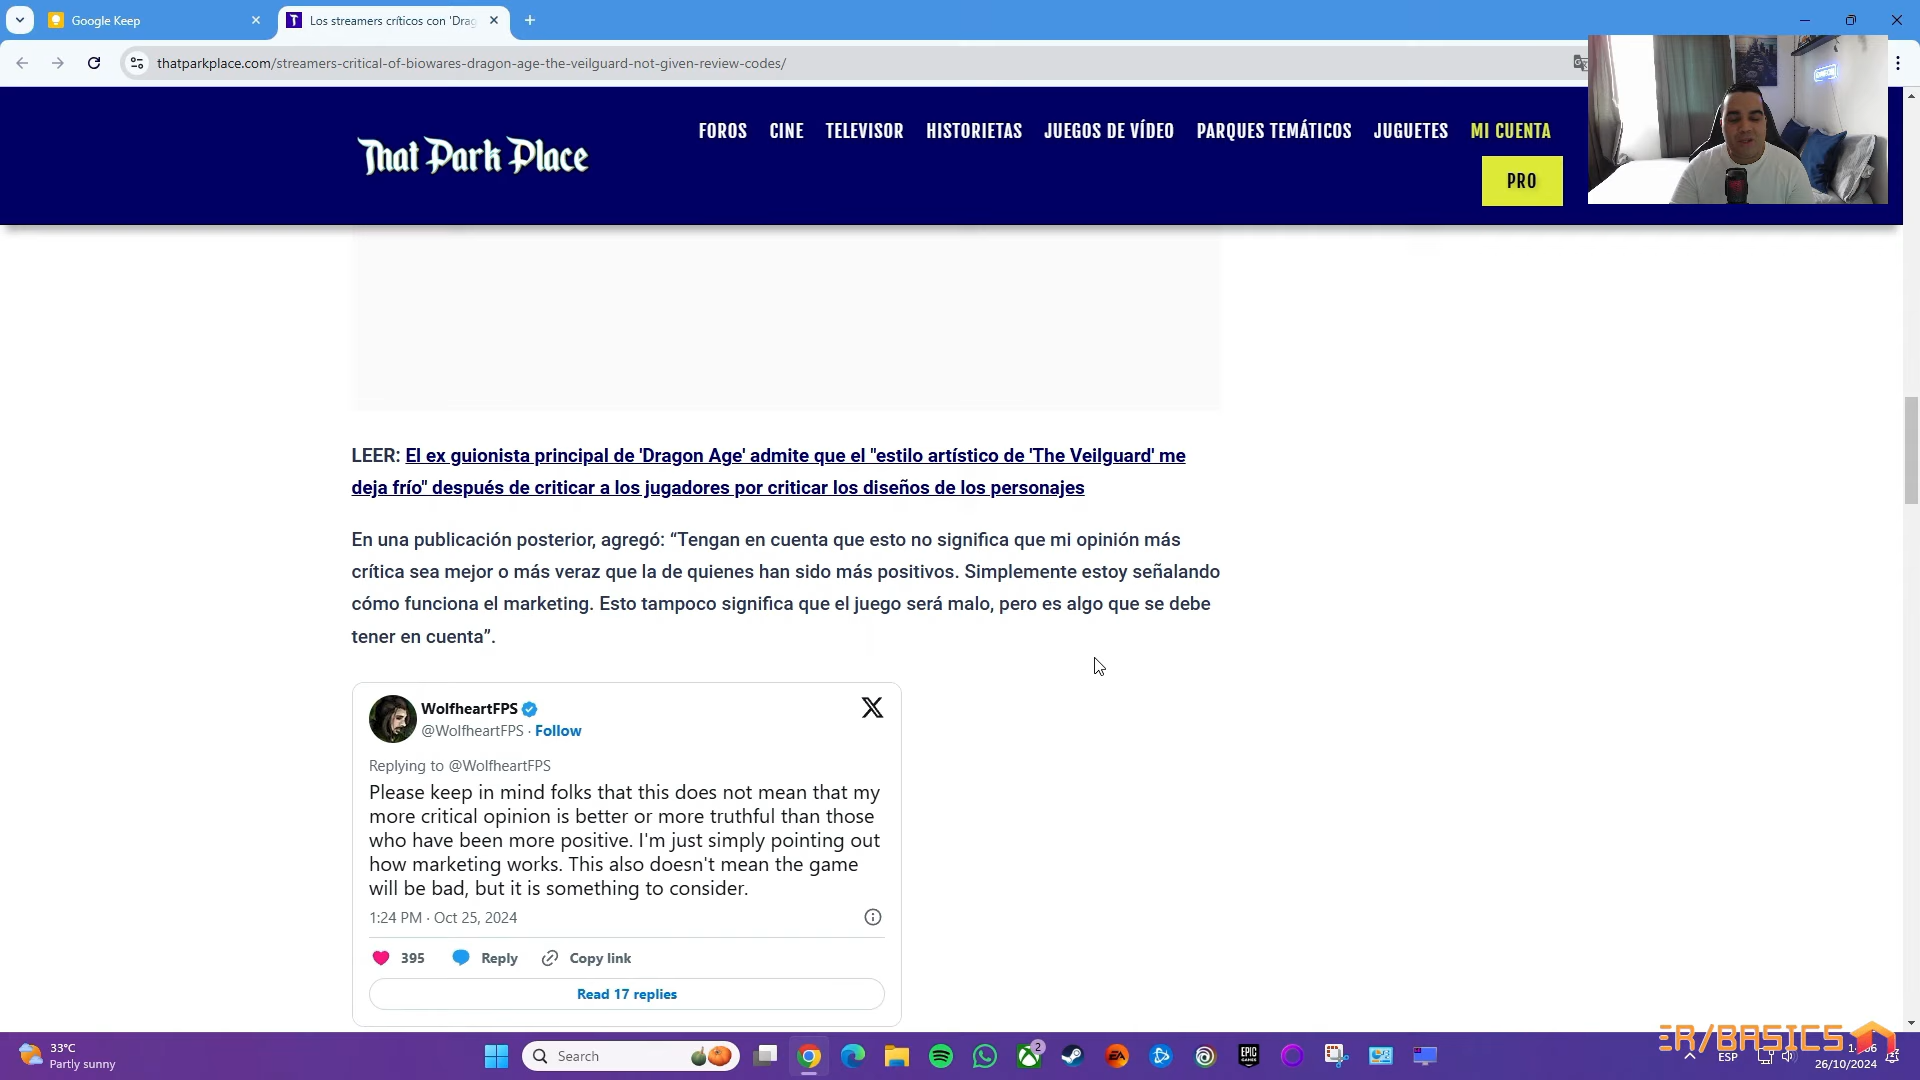 Google Keep
Los streamers críticos con 'Drag
thatparkplace.com/streamers-critical-of-biowares-dragon-age-the-veilguard-not-given-review-codes/
That Park Place
FOROS CINE TELEVISOR HISTORIETAS JUEGOS DE VÍDEO PARQUES TEMÁTICOS JUGUETES MI CUENTA
PRO
LEER: El ex guionista principal de 'Dragon Age' admite que el "estilo artístico de 'The Veilguard' me
deja frío" después de criticar a los jugadores por criticar los diseños de los personajes
En una publicación posterior, agregó: “Tengan en cuenta que esto no significa que mi opinión más
crítica sea mejor o más veraz que la de quienes han sido más positivos. Simplemente estoy señalando
cómo funciona el marketing. Esto tampoco significa que el juego será malo, pero es algo que se debe
tener en cuenta”.
WolfheartFPS
@WolfheartFPS · Follow
Replying to @WolfheartFPS
Please keep in mind folks that this does not mean that my
more critical opinion is better or more truthful than those
who have been more positive. I'm just simply pointing out
how marketing works. This also doesn't mean the game
will be bad, but it is something to consider.
1:24 PM · Oct 25, 2024
395 Reply Copy link
Read 17 replies
33°C
Partly sunny
Search
2
EA
EPIC
GAMES
ER/BASICS
ESP
26/10/2024